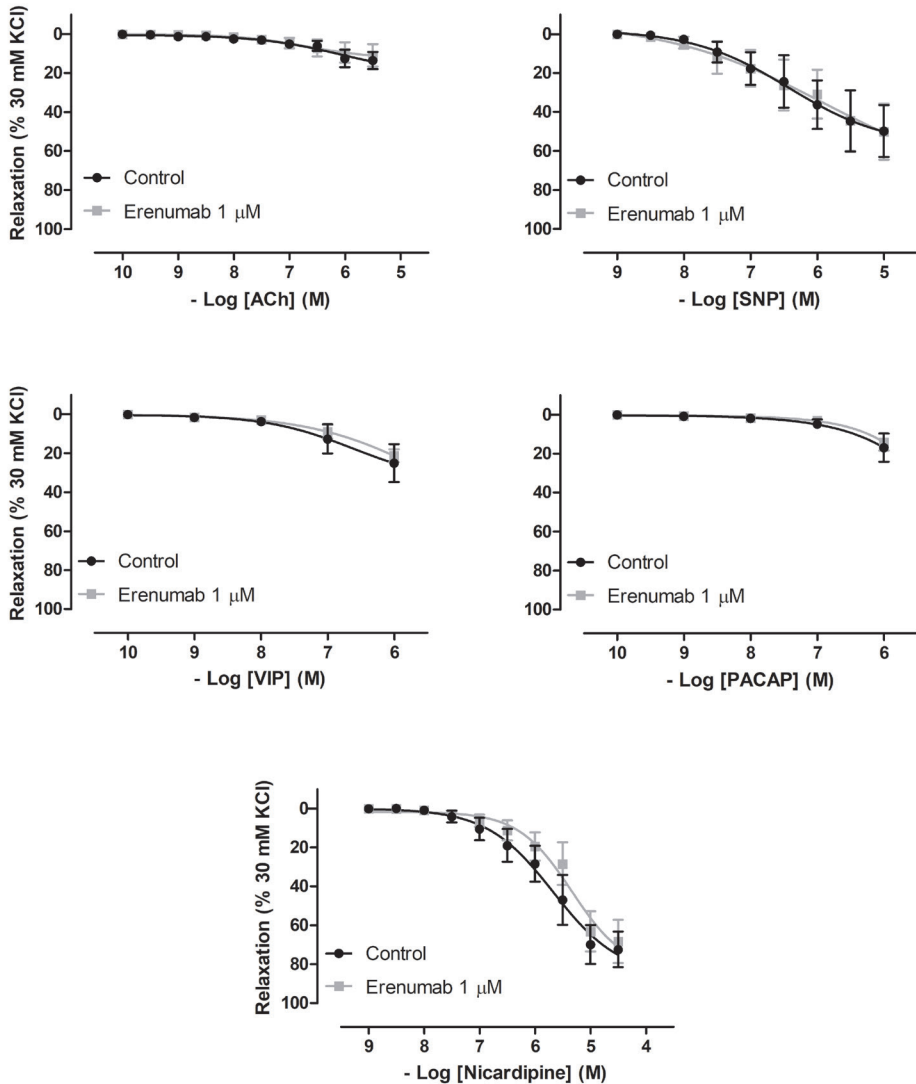 Relaxation (% 30 mM KCl)
0
20
40
60
80
100
Control
Erenumab 1 μM
10 9 8 7 6 5
- Log [ACh] (M)
0
20
40
60
80
100
Control
Erenumab 1 μM
9 8 7 6 5
- Log [SNP] (M)
Relaxation (% 30 mM KCl)
0
20
40
60
80
100
Control
Erenumab 1 μM
10 9 8 7 6
- Log [VIP] (M)
0
20
40
60
80
100
Control
Erenumab 1 μM
10 9 8 7 6
- Log [PACAP] (M)
Relaxation (% 30 mM KCl)
0
20
40
60
80
100
Control
Erenumab 1 μM
9 8 7 6 5 4
- Log [Nicardipine] (M)